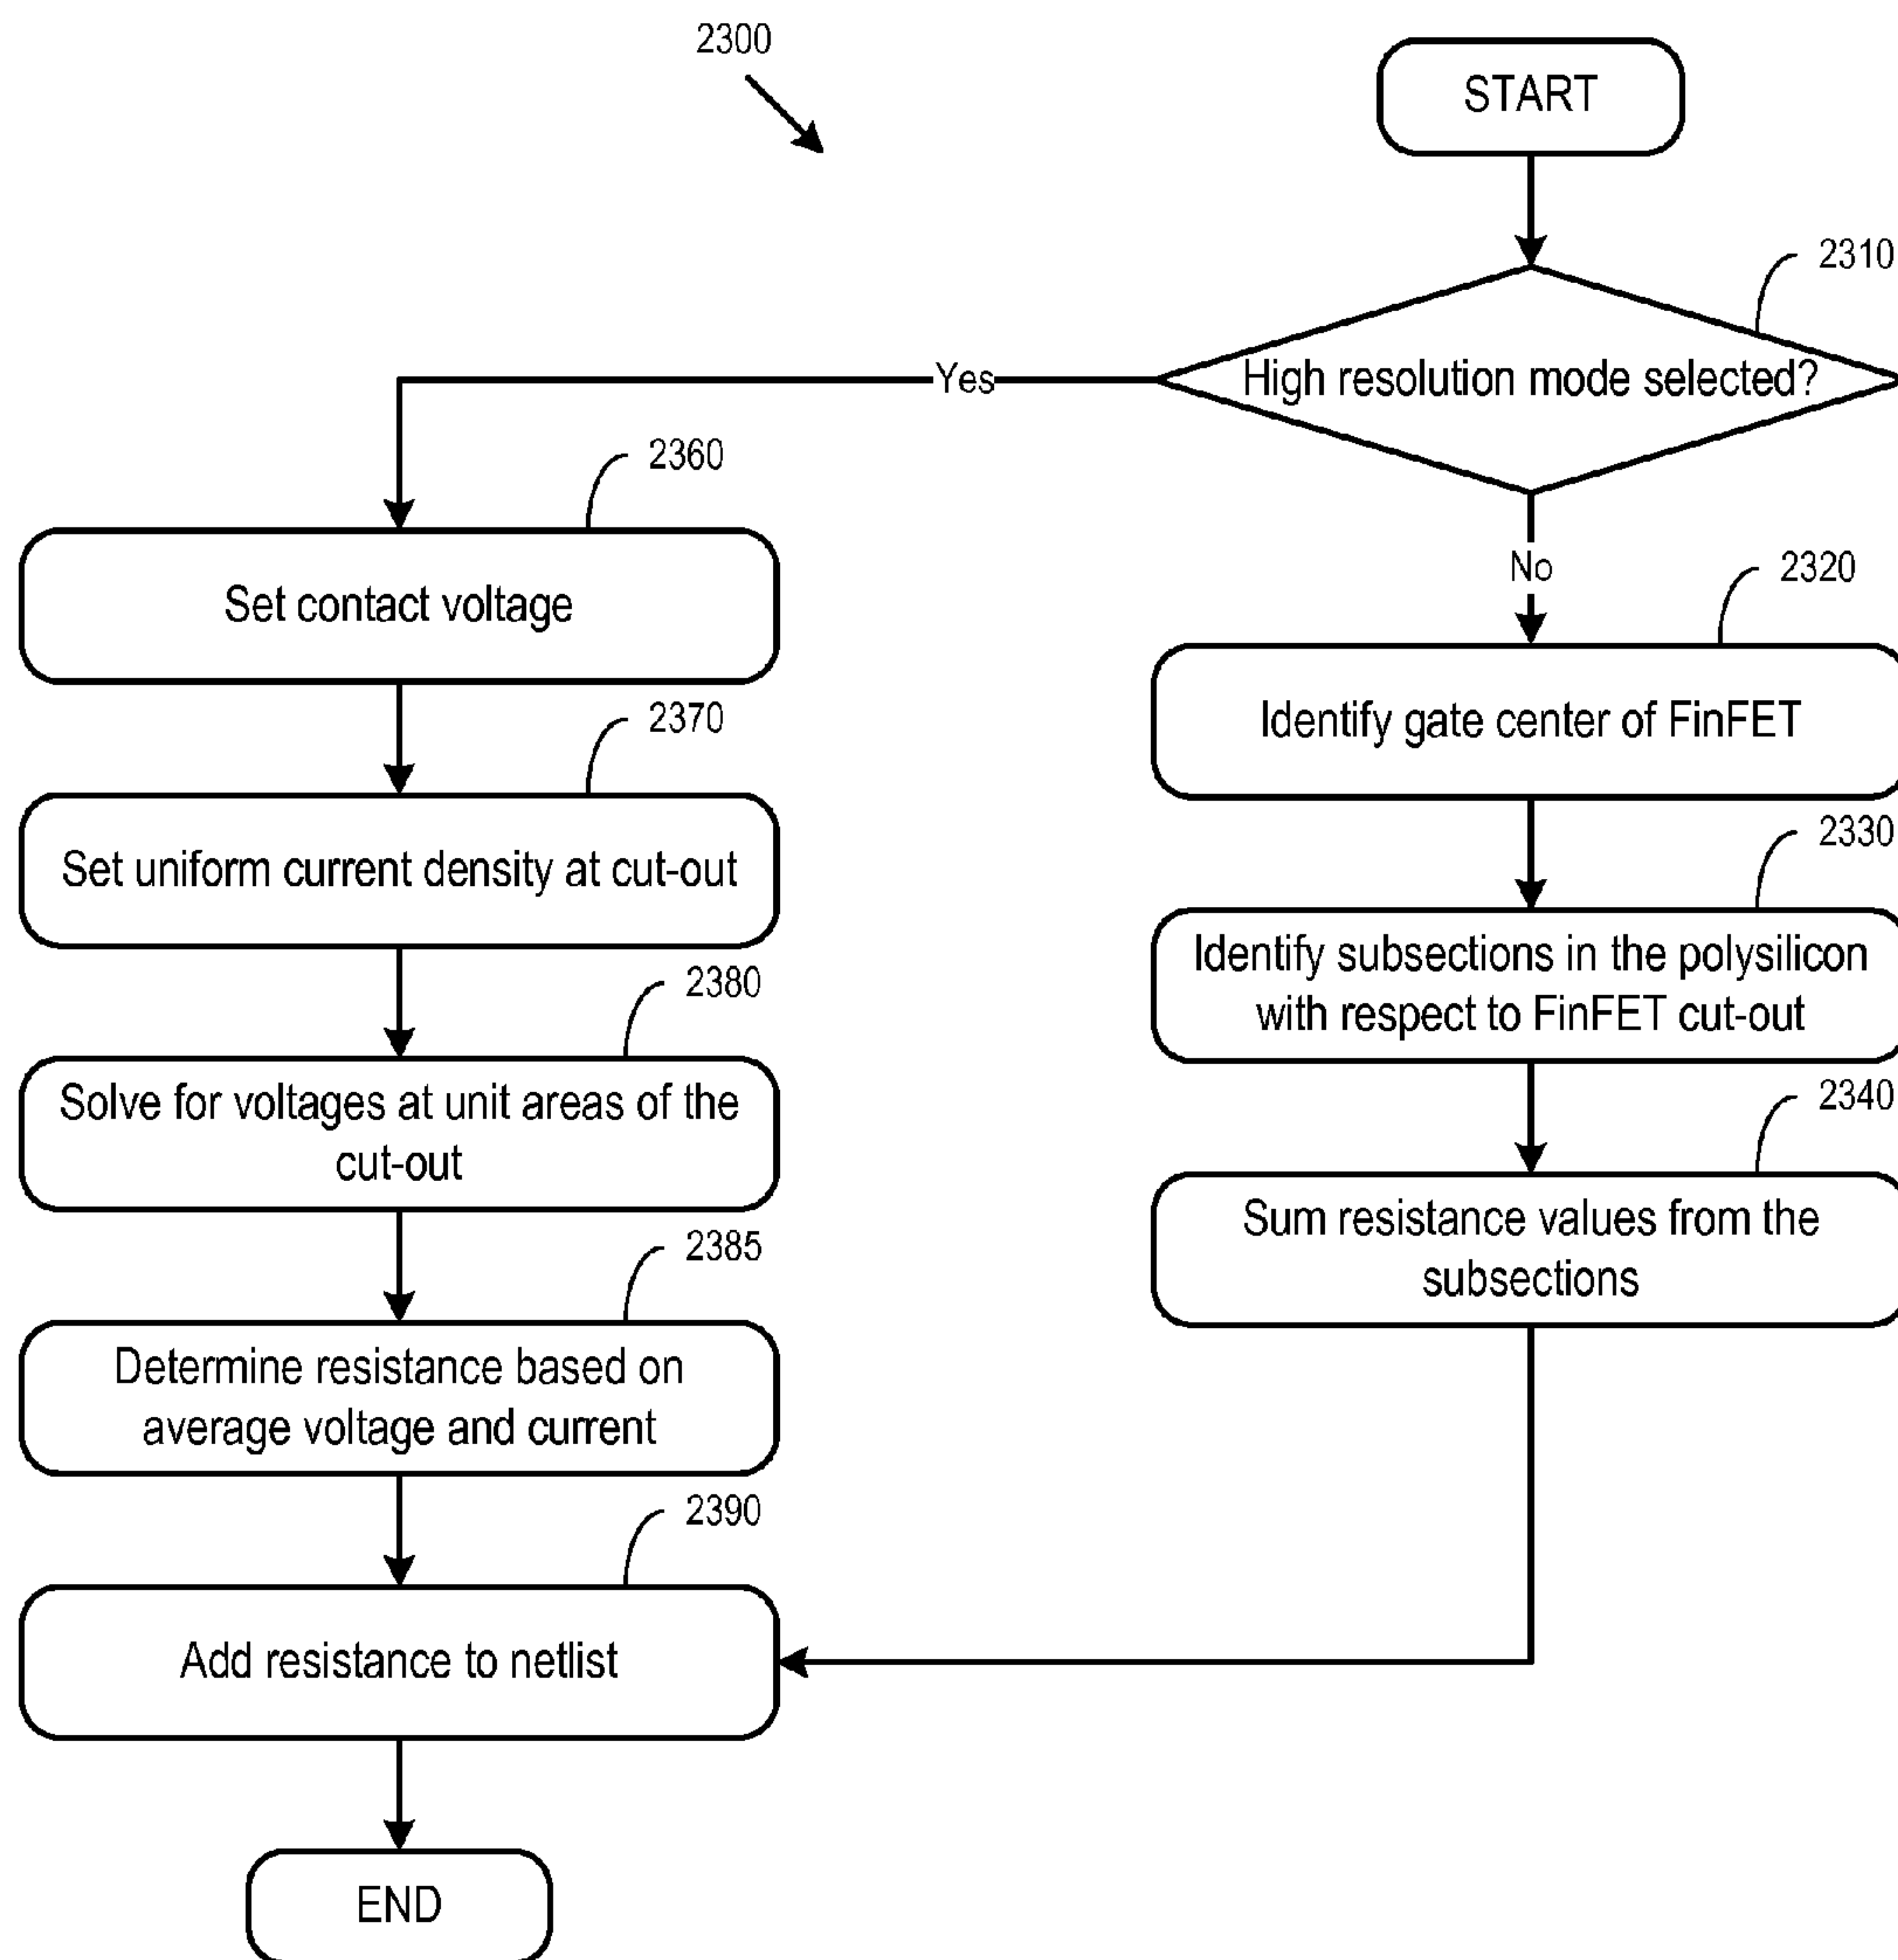 2300
START
2310
High resolution mode selected?
Yes
No
2360
Set contact voltage
2320
Identify gate center of FinFET
2370
Set uniform current density at cut-out
2330
Identify subsections in the polysilicon
with respect to FinFET cut-out
2380
Solve for voltages at unit areas of the
cut-out
2340
Sum resistance values from the
subsections
2385
Determine resistance based on
average voltage and current
2390
Add resistance to netlist
END